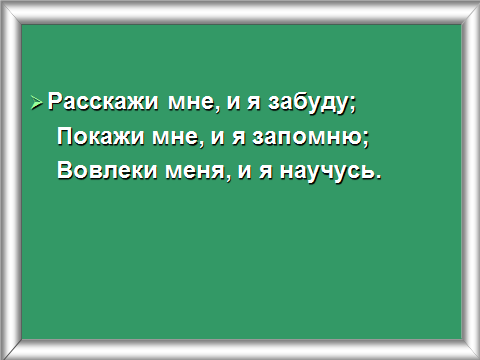 Расскажи мне, и я забуду;
Покажи мне, и я запомню;
Вовлеки меня, и я научусь.